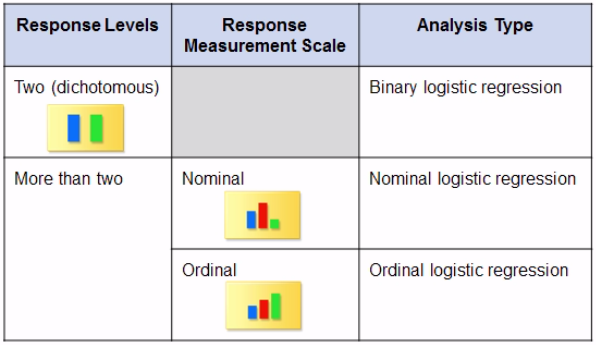 Response Levels
Response
Measurement Scale
Analysis Type
Two (dichotomous)
Binary logistic regression
More than two
Nominal
Nominal logistic regression
Ordinal
Ordinal logistic regression